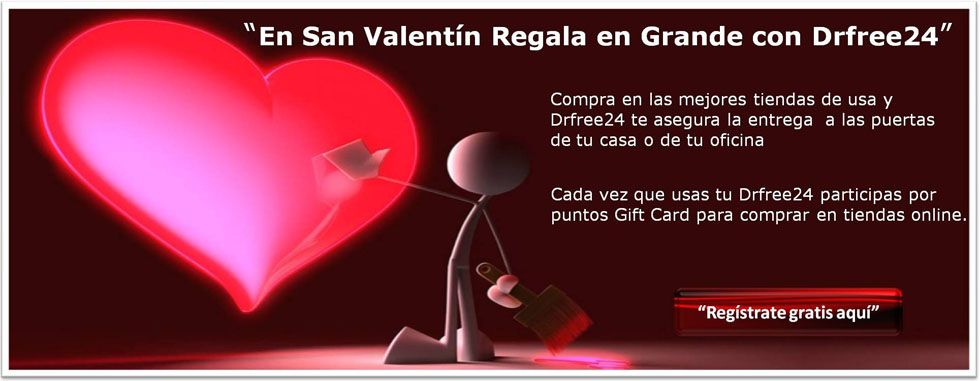 “En San Valentín Regala en Grande con Drfree24”
Compra en las mejores tiendas de usa y
Drfree24 te asegura la entrega a las puertas
de tu casa o de tu oficina
Cada vez que usas tu Drfree24 participas por
puntos Gift Card para comprar en tiendas online.
“Regístrate gratis aquí”